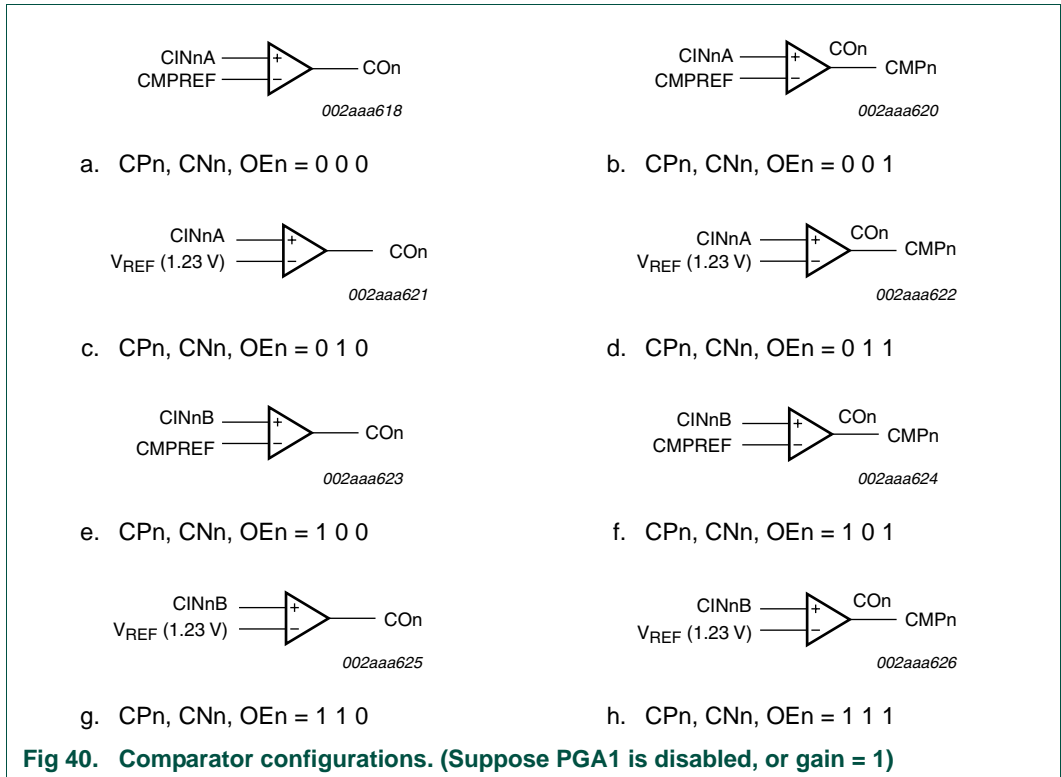 CINnA
CMPREF
+
−
COn
002aaa618
a. CPn, CNn, OEn = 0 0 0
CINnA
CMPREF
+
−
COn
CMPn
002aaa620
b. CPn, CNn, OEn = 0 0 1
CINnA
VREF (1.23 V)
+
−
COn
002aaa621
c. CPn, CNn, OEn = 0 1 0
CINnA
VREF (1.23 V)
+
−
COn
CMPn
002aaa622
d. CPn, CNn, OEn = 0 1 1
CINnB
CMPREF
+
−
COn
002aaa623
e. CPn, CNn, OEn = 1 0 0
CINnB
CMPREF
+
−
COn
CMPn
002aaa624
f. CPn, CNn, OEn = 1 0 1
CINnB
VREF (1.23 V)
+
−
COn
002aaa625
g. CPn, CNn, OEn = 1 1 0
CINnB
VREF (1.23 V)
+
−
COn
CMPn
002aaa626
h. CPn, CNn, OEn = 1 1 1
Fig 40. Comparator configurations. (Suppose PGA1 is disabled, or gain = 1)